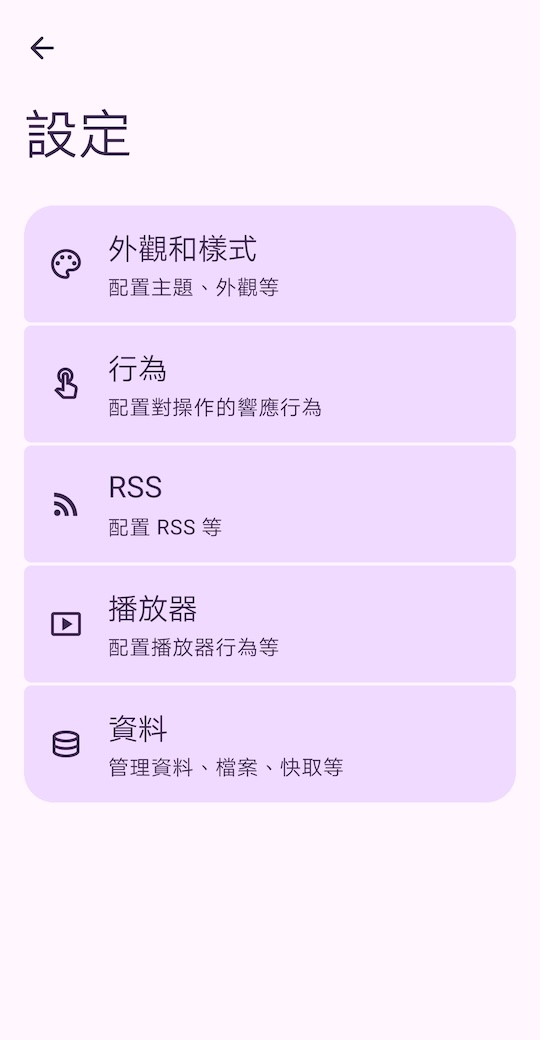 設定
外觀和樣式
配置主題、外觀等
行為
配置對操作的響應行為
RSS
配置 RSS 等
播放器
配置播放器行為等
資料
管理資料、檔案、快取等